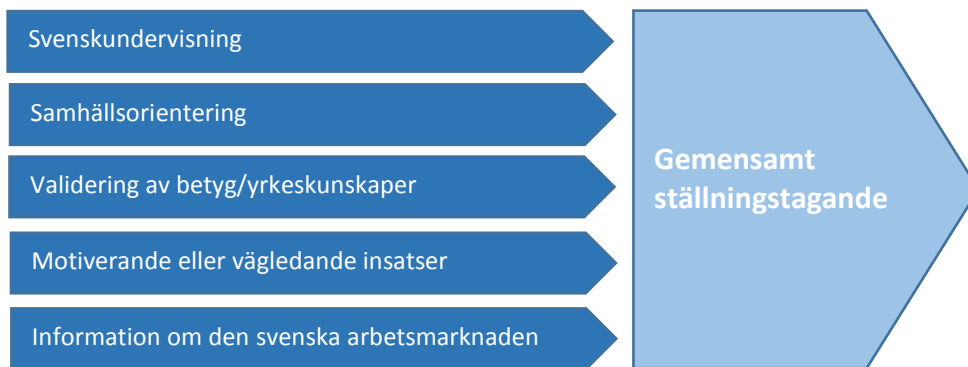 Svenskundervisning
Samhällsorientering
Validering av betyg/yrkeskunskaper
Motiverande eller vägledande insatser
Information om den svenska arbetsmarknaden
Gemensamt
ställningstagande